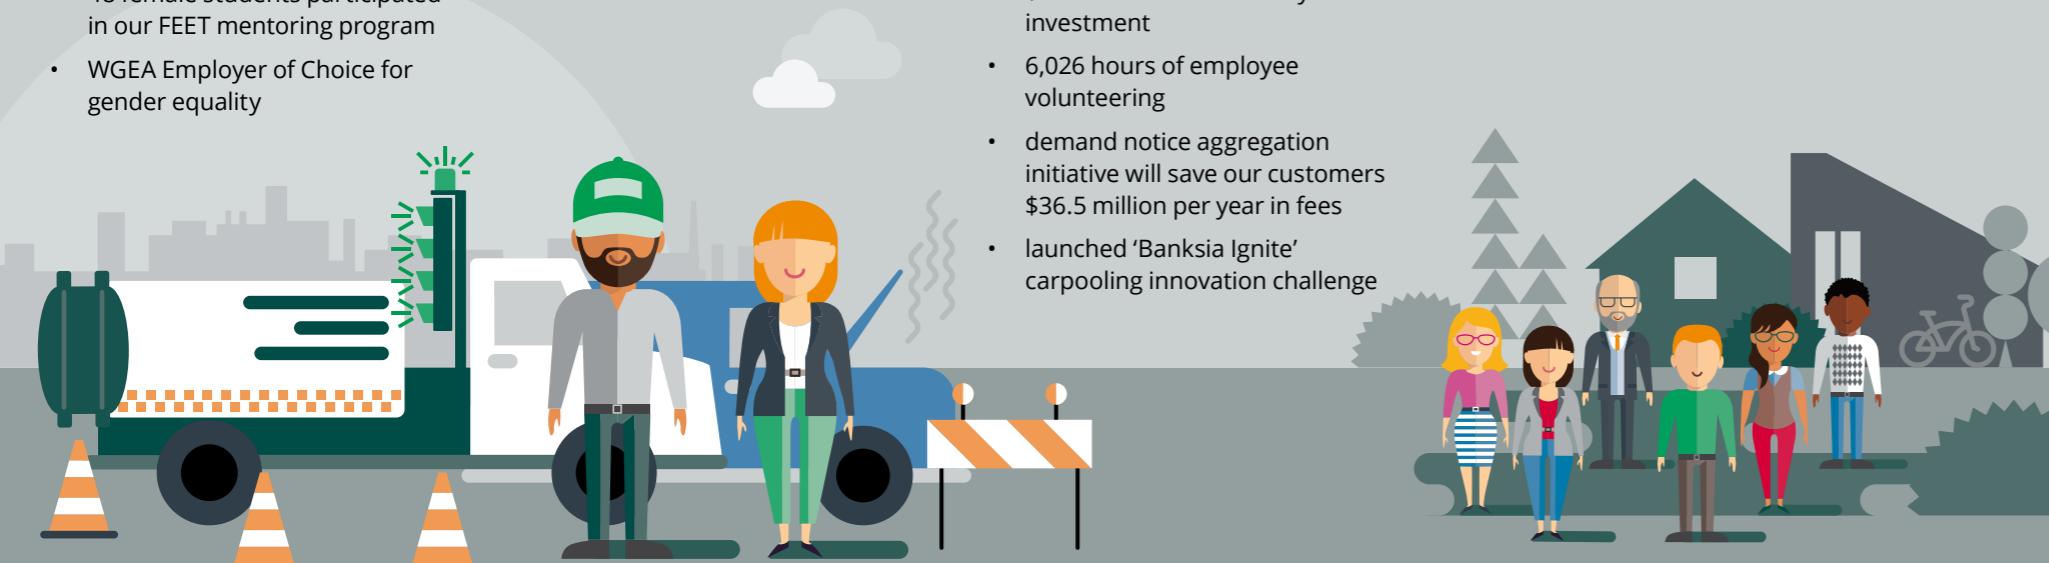 in our FEET mentoring program
• WGEA Employer of Choice for
gender equality
investment
• 6,026 hours of employee
volunteering
• demand notice aggregation
initiative will save our customers
$36.5 million per year in fees
• launched ‘Banksia Ignite’
carpooling innovation challenge